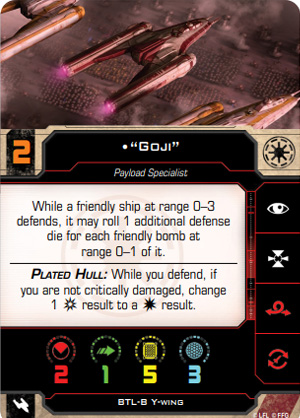 2
•"Goji"
Payload Specialist
While a friendly ship at range 0–3
defends, it may roll 1 additional defense
die for each friendly bomb at
range 0–1 of it.
Plated Hull: While you defend, if
you are not critically damaged, change
1 result to a result.
2 1 5 3
BTL-B Y-wing
© LFL © FFG